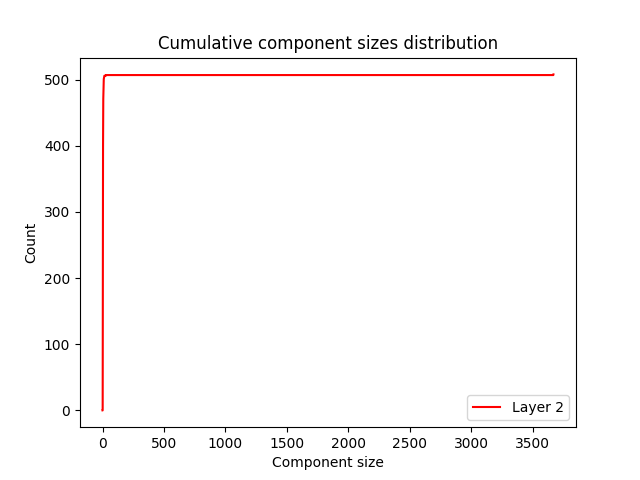 Cumulative component sizes distribution
500
400
300
200
100
0
Count
0 500 1000 1500 2000 2500 3000 3500
Component size
Layer 2